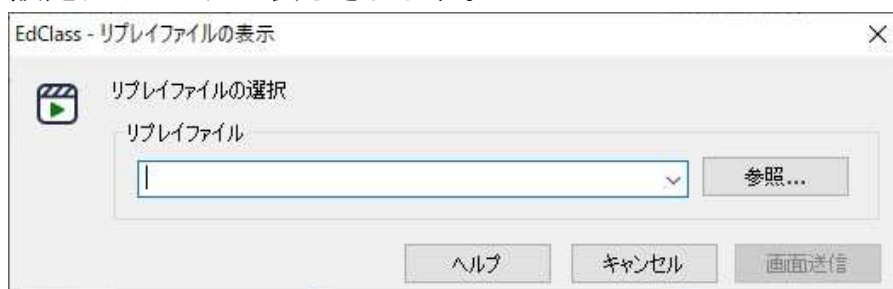 EdClass - リプレイファイルの表示
リプレイファイルの選択
リプレイファイル
参照...
ヘルプ
キャンセル
画面送信